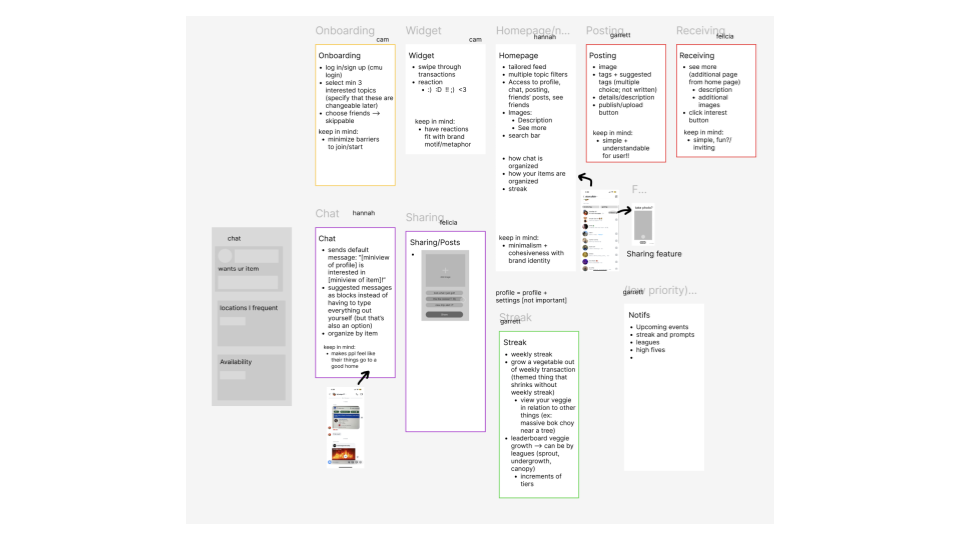 Onboarding
cam
Onboarding
• log in/sign up (cmu
login)
• select min 3
interested topics
(specify that these are
changeable later)
• choose friends –>
skippable
keep in mind:
• minimize barriers
to join/start
Widget
cam
Widget
• swipe through
transactions
• reaction
• :) :D !! ;) <3
keep in mind:
• have reactions
fit with brand
motif/metaphor
Homepage/n...
hannah
Homepage
• tailored feed
• multiple topic filters
• Access to profile,
chat, posting,
friends' posts, see
friends
• Images:
• Description
• See more
• search bar
• how chat is
organized
• how your items are
organized
• streak
keep in mind:
• minimalism +
cohesiveness with
brand identity
Posting
garrett
Posting
• image
• tags + suggested
tags (multiple
choice; not written)
• details/description
• publish/upload
button
keep in mind:
• simple +
understandable
for user!!
Receiving
felicia
Receiving
• see more
(additional page
from home page)
• description
• additional
images
• click interest
button
keep in mind:
• simple, fun?/
inviting
F...
Sharing feature
chat
wants ur item
locations I frequent
Availability
Chat
hannah
Chat
• sends default
message: "[miniview
of profile] is
interested in
[miniview of item]!"
• suggested messages
as blocks instead of
having to type
everything out
yourself (but that's
also an option)
• organize by item
keep in mind:
• makes ppl feel like
their things go to a
good home
Sharing
felicia
Sharing/Posts
•
profile = profile +
settings [not important]
Streak
garrett
Streak
• weekly streak
• grow a vegetable out
of weekly transaction
(themed thing that
shrinks without
weekly streak)
• view your veggie
in relation to other
things (ex:
massive bok choy
near a tree)
• leaderboard veggie
growth –> can be by
leagues (sprout,
undergrowth,
canopy)
• increments of
tiers
(low priority)...
garrett
Notifs
• Upcoming events
• streak and prompts
• leagues
• high fives
•